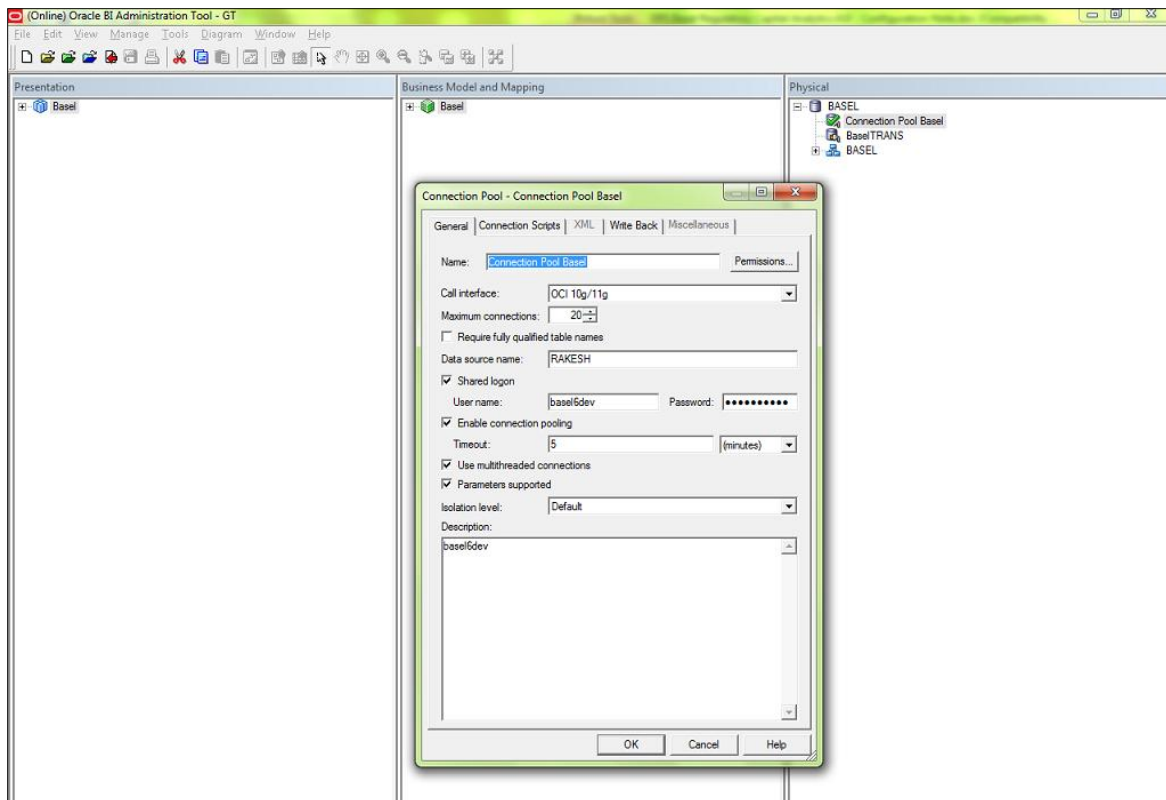 (Online) Oracle BI Administration Tool - GT
File Edit View Manage Tools Diagram Window Help
Presentation
Basel
Business Model and Mapping
Basel
Physical
BASEL
Connection Pool Basel
BaselTRANS
BASEL
Connection Pool - Connection Pool Basel
General Connection Scripts XML Write Back Miscellaneous
Name: Connection Pool Basel Permissions...
Call interface: OCI 10g/11g
Maximum connections: 20
Require fully qualified table names
Data source name: RAKESH
Shared logon
User name: basel6dev Password: ●●●●●●●●●●
Enable connection pooling
Timeout: 5 (minutes)
Use multithreaded connections
Parameters supported
Isolation level: Default
Description:
basel6dev
OK Cancel Help